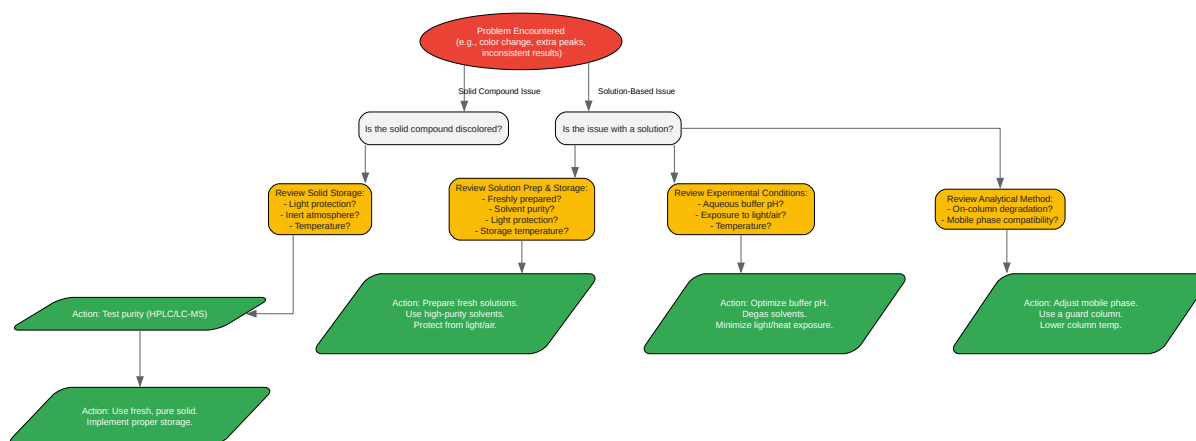 Problem Encountered
(e.g., color change, extra peaks,
inconsistent results)
Solid Compound Issue
Solution-Based Issue
Is the solid compound discolored?
Is the issue with a solution?
Review Solid Storage:
- Light protection?
- Inert atmosphere?
- Temperature?
Review Solution Prep & Storage:
- Freshly prepared?
- Solvent purity?
- Light protection?
- Storage temperature?
Review Experimental Conditions:
- Aqueous buffer pH?
- Exposure to light/air?
- Temperature?
Review Analytical Method:
- On-column degradation?
- Mobile phase compatibility?
Action: Test purity (HPLC/LC-MS)
Action: Prepare fresh solutions.
Use high-purity solvents.
Protect from light/air.
Action: Optimize buffer pH.
Degas solvents.
Minimize light/heat exposure.
Action: Adjust mobile phase.
Use a guard column.
Lower column temp.
Action: Use fresh, pure solid.
Implement proper storage.